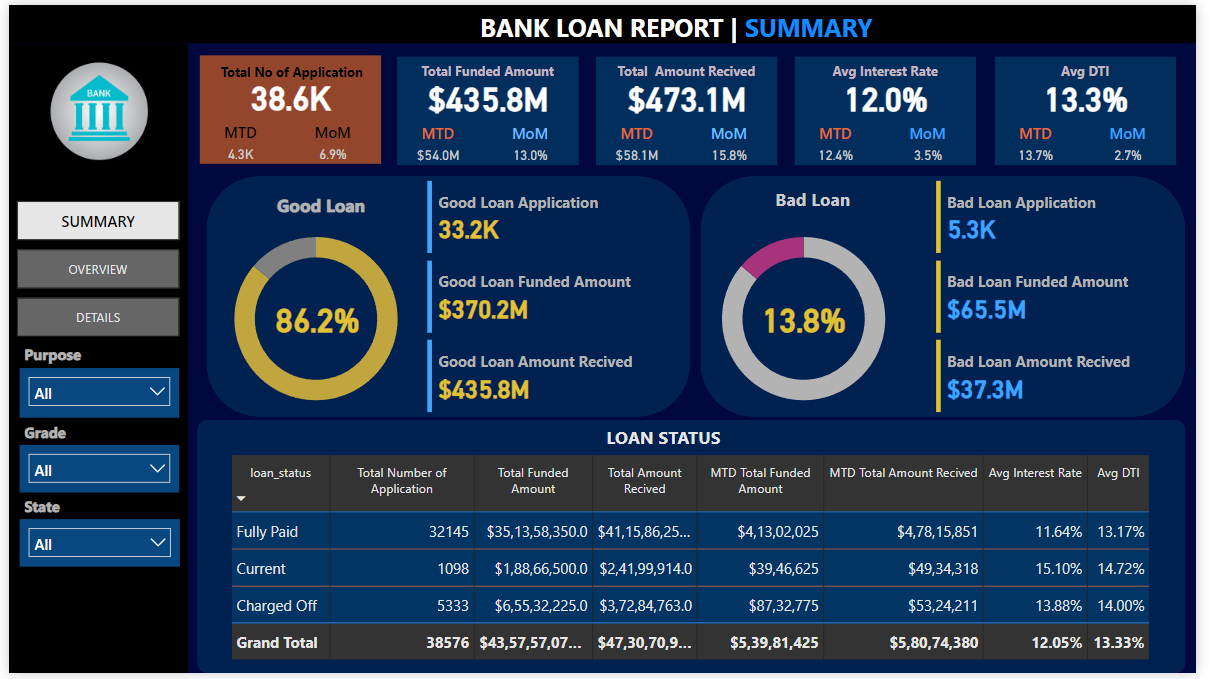 BANK LOAN REPORT | SUMMARY
BANK
Total No of Application
38.6K
MTD MoM
4.3K 6.9%
Total Funded Amount
$435.8M
MTD MoM
$54.0M 13.0%
Total Amount Recived
$473.1M
MTD MoM
$58.1M 15.8%
Avg Interest Rate
12.0%
MTD MoM
12.4% 3.5%
Avg DTI
13.3%
MTD MoM
13.7% 2.7%
SUMMARY
OVERVIEW
DETAILS
Purpose
All
Grade
All
State
All
Good Loan
86.2%
Good Loan Application
33.2K
Good Loan Funded Amount
$370.2M
Good Loan Amount Recived
$435.8M
Bad Loan
13.8%
Bad Loan Application
5.3K
Bad Loan Funded Amount
$65.5M
Bad Loan Amount Recived
$37.3M
LOAN STATUS
loan_status Total Number of Application Total Funded Amount Total Amount Recived MTD Total Funded Amount MTD Total Amount Recived Avg Interest Rate Avg DTI
Fully Paid 32145 $35,13,58,350.0 $41,15,86,25... $4,13,02,025 $4,78,15,851 11.64% 13.17%
Current 1098 $1,88,66,500.0 $2,41,99,914.0 $39,46,625 $49,34,318 15.10% 14.72%
Charged Off 5333 $6,55,32,225.0 $3,72,84,763.0 $87,32,775 $53,24,211 13.88% 14.00%
Grand Total 38576 $43,57,57,07... $47,30,70,9... $5,39,81,425 $5,80,74,380 12.05% 13.33%